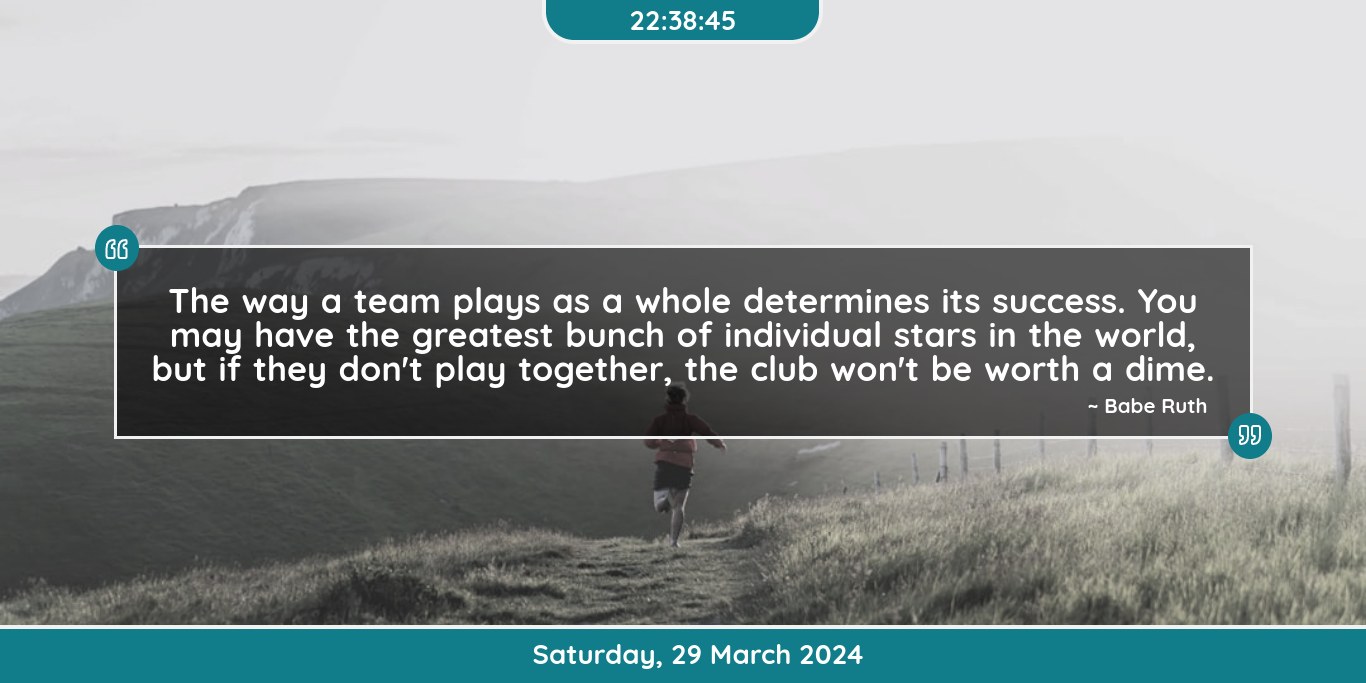 22:38:45
The way a team plays as a whole determines its success. You
may have the greatest bunch of individual stars in the world,
but if they don't play together, the club won't be worth a dime.
~ Babe Ruth
Saturday, 29 March 2024